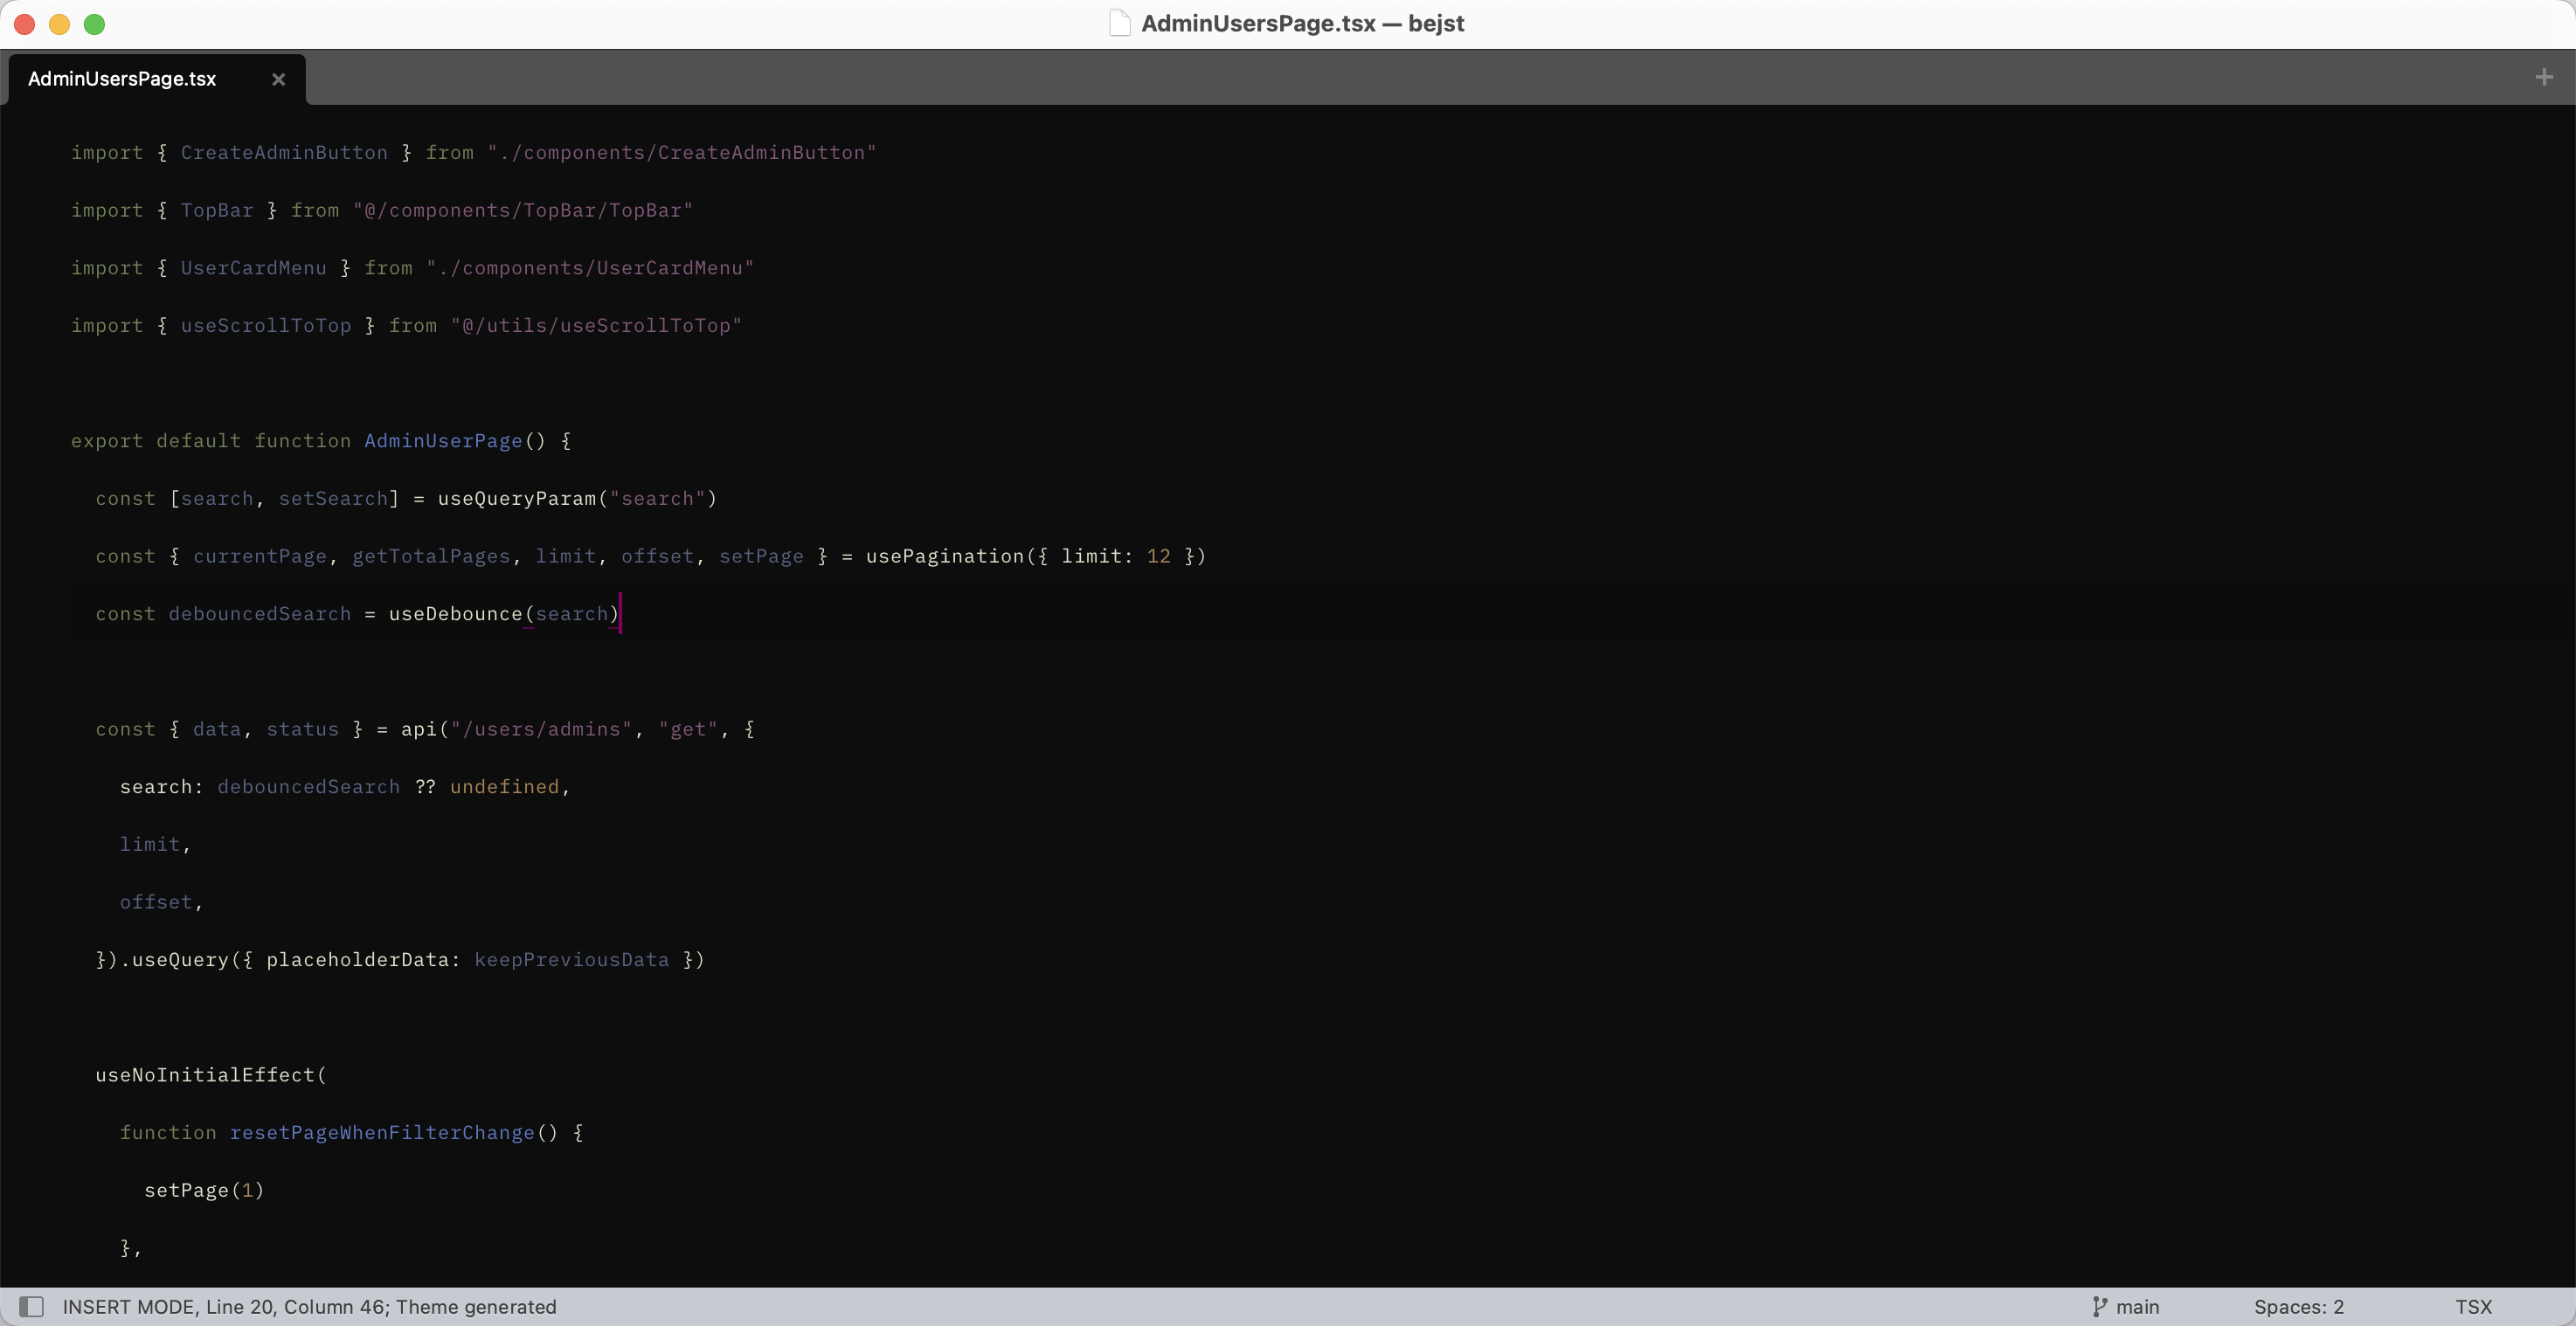 AdminUsersPage.tsx — bejst
AdminUsersPage.tsx
import { CreateAdminButton } from "./components/CreateAdminButton"
import { TopBar } from "@/components/TopBar/TopBar"
import { UserCardMenu } from "./components/UserCardMenu"
import { useScrollToTop } from "@/utils/useScrollToTop"
export default function AdminUserPage() {
  const [search, setSearch] = useQueryParam("search")
  const { currentPage, getTotalPages, limit, offset, setPage } = usePagination({ limit: 12 })
  const debouncedSearch = useDebounce(search)
  const { data, status } = api("/users/admins", "get", {
    search: debouncedSearch ?? undefined,
    limit,
    offset,
  }).useQuery({ placeholderData: keepPreviousData })
  useNoInitialEffect(
    function resetPageWhenFilterChange() {
      setPage(1)
    },
INSERT MODE, Line 20, Column 46; Theme generated
main
Spaces: 2
TSX